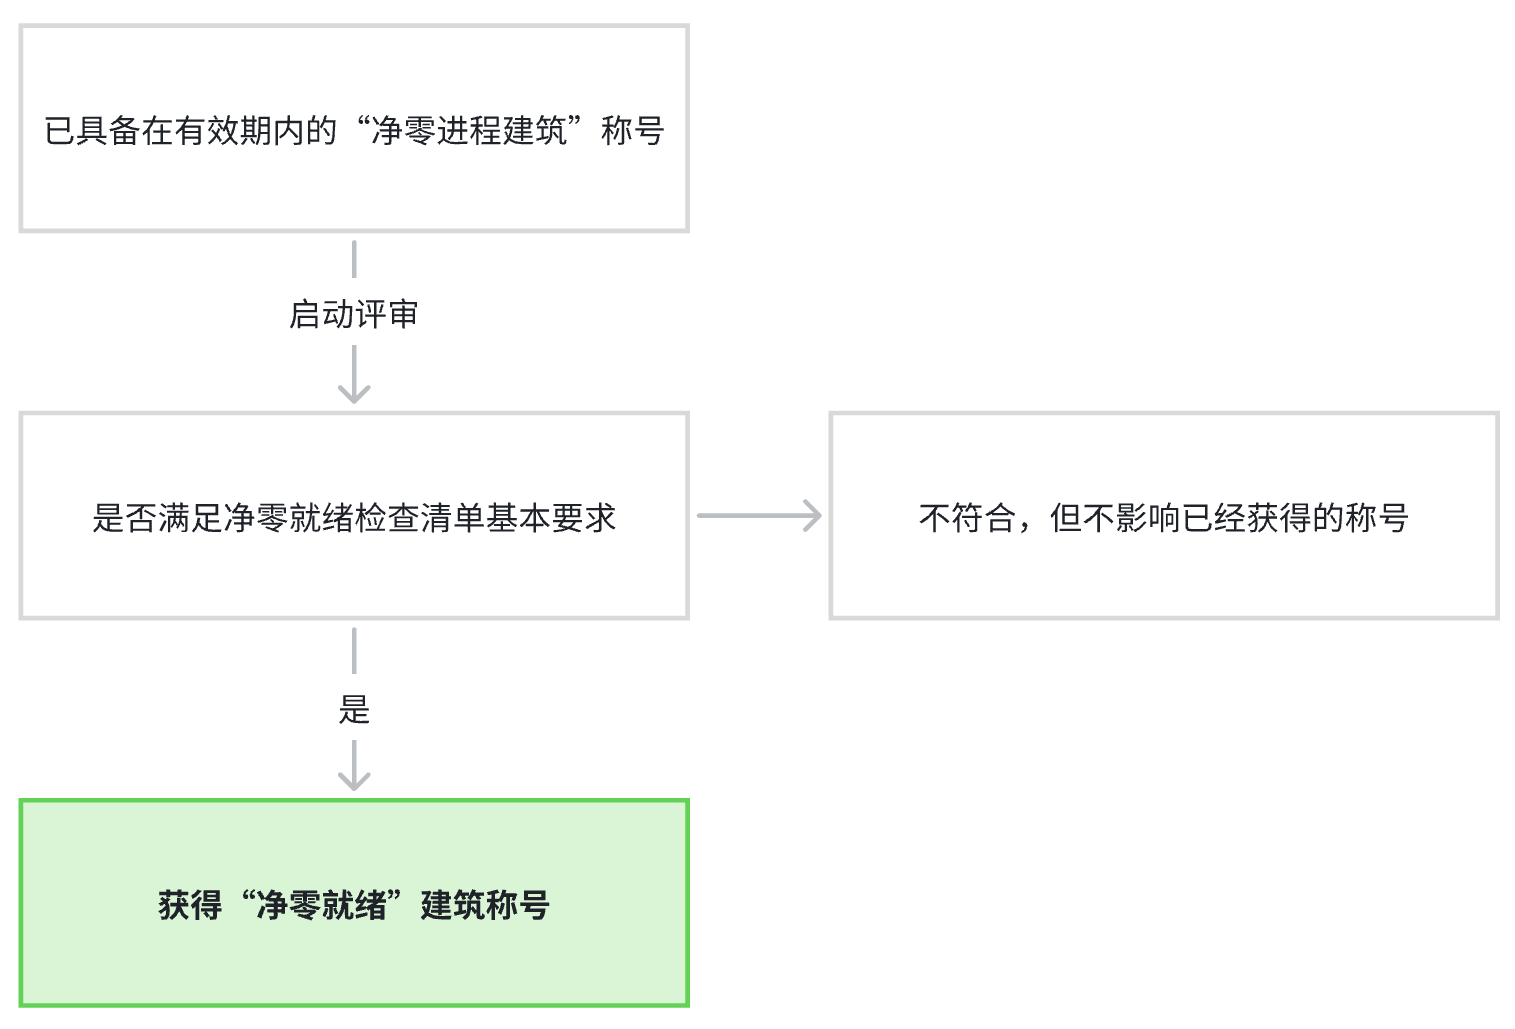 已具备在有效期内的“净零进程建筑”称号
启动评审
是否满足净零就绪检查清单基本要求
不符合，但不影响已经获得的称号
是
获得“净零就绪”建筑称号